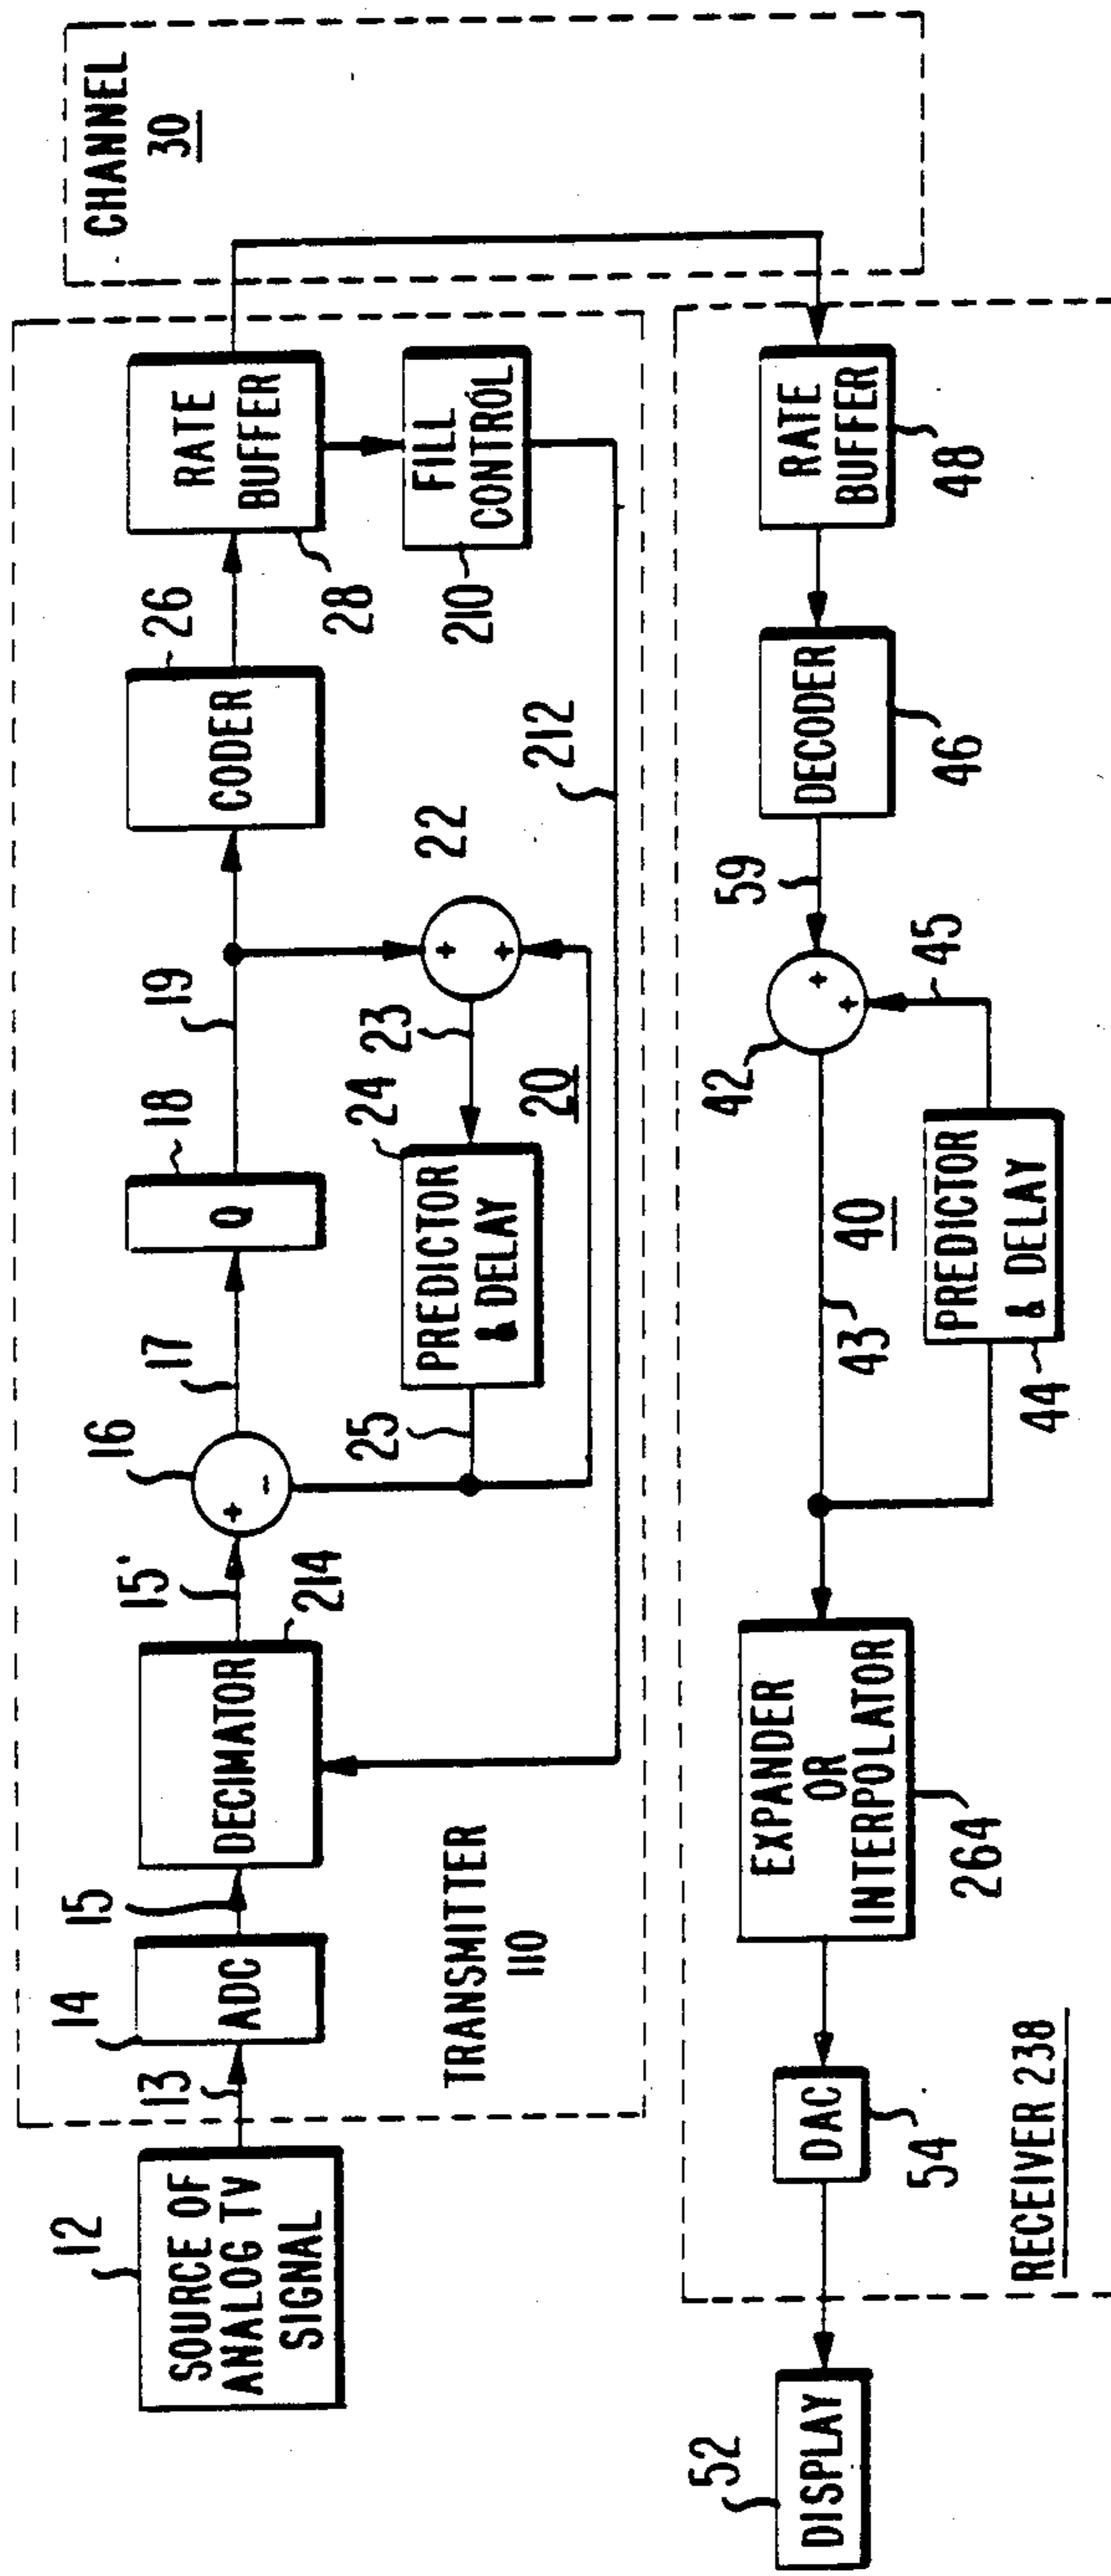 12
SOURCE OF
ANALOG TV
SIGNAL
13
14
ADC
15
DECIMATOR
214
15'
16
+
-
17
18
Q
19
26
CODER
RATE
BUFFER
28
FILL
CONTROL
210
212
22
+
+
23
24
PREDICTOR
& DELAY
25
20
TRANSMITTER
110
CHANNEL
30
RATE
BUFFER
48
DECODER
46
59
+
+
42
45
43
40
PREDICTOR
& DELAY
44
EXPANDER
OR
INTERPOLATOR
264
DAC
54
52
DISPLAY
RECEIVER 238